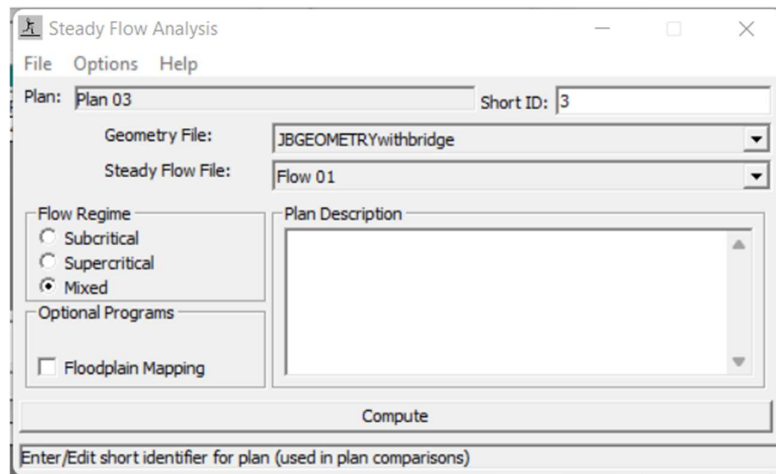 Steady Flow Analysis
File Options Help
Plan: Plan 03 Short ID: 3
Geometry File: JBGEOMETRYwithbridge
Steady Flow File: Flow 01
Flow Regime
Subcritical
Supercritical
Mixed
Plan Description
Optional Programs
Floodplain Mapping
Compute
Enter/Edit short identifier for plan (used in plan comparisons)